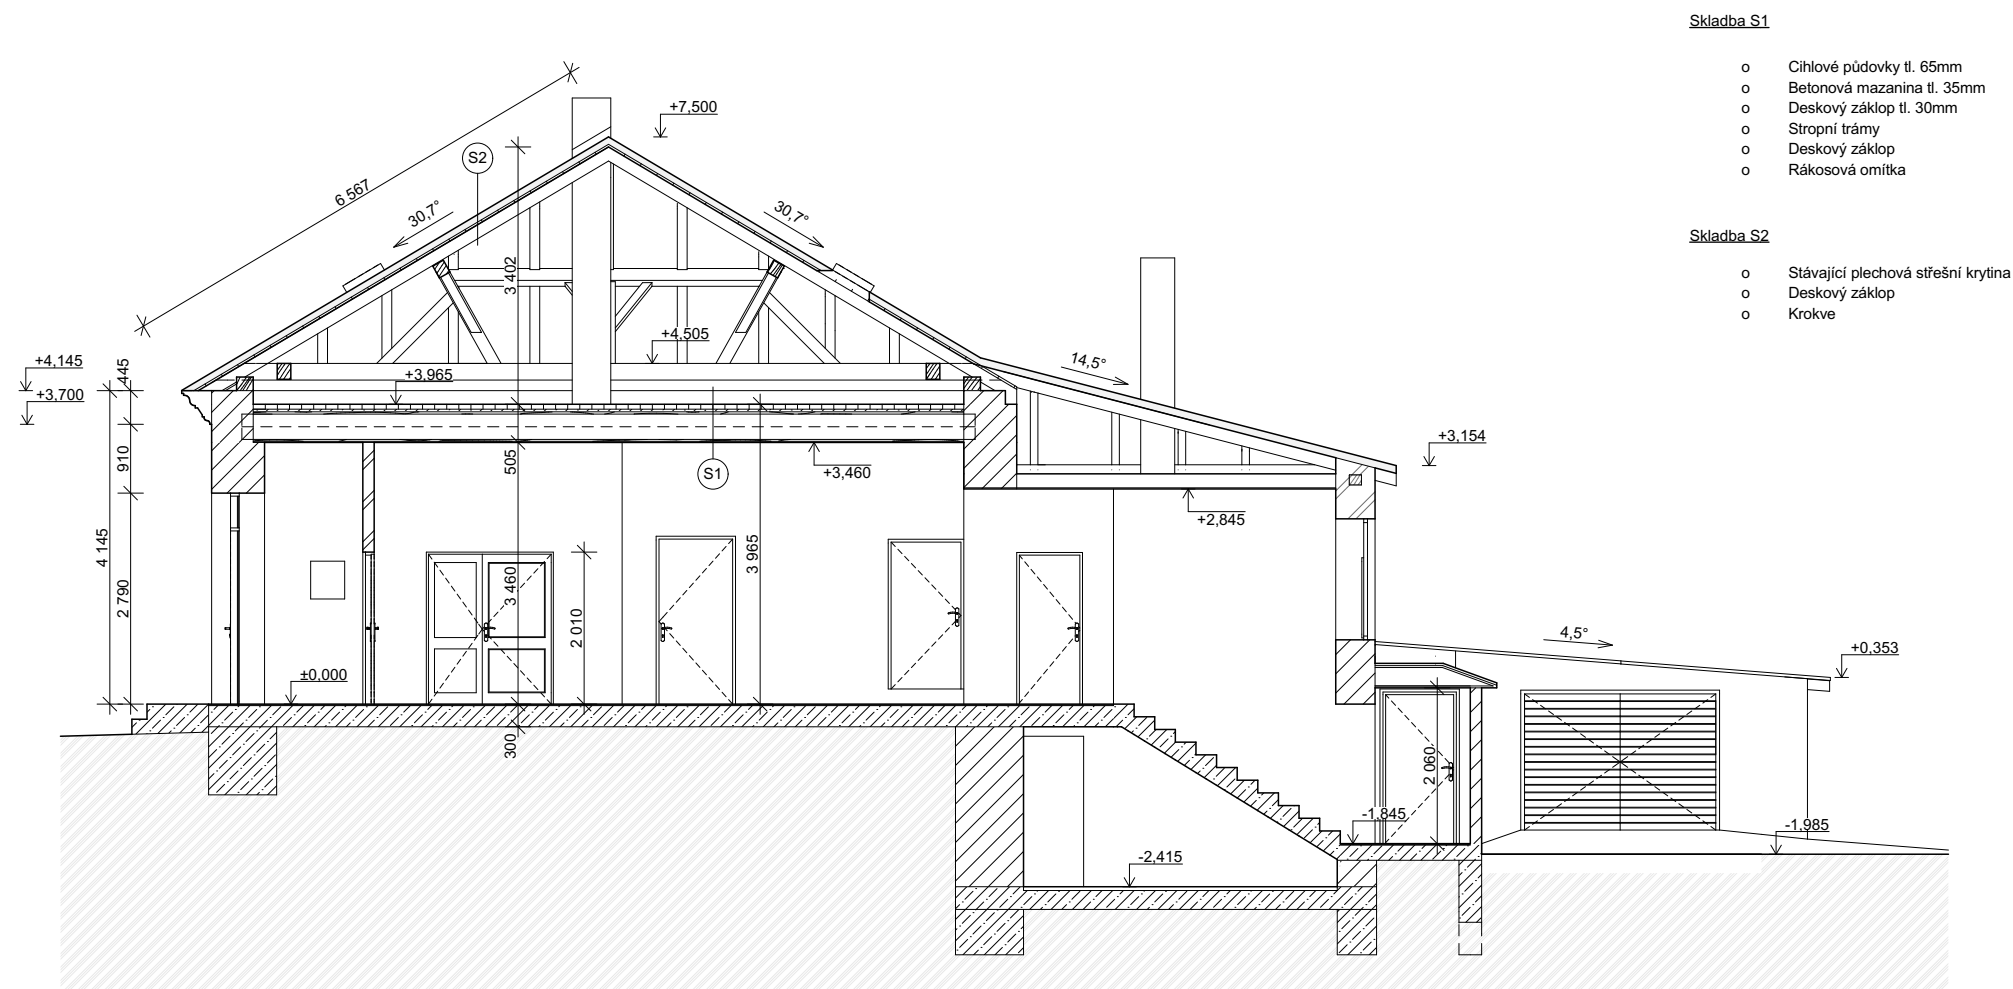 Skladba S1
o Cihlové půdovky tl. 65mm
o Betonová mazanina tl. 35mm
o Deskový záklop tl. 30mm
o Stropní trámy
o Deskový záklop
o Rákosová omítka
Skladba S2
o Stávající plechová střešní krytina
o Deskový záklop
o Krokve
+7,500
S2
6 567
30,7°
30,7°
3 402
+4,505
+4,145
445
+3,965
+3,700
14,5°
+3,154
910
505
S1
+3,460
+2,845
4 145
2 790
3 460
3 965
2 010
±0,000
4,5°
+0,353
300
2 060
-1,845
-1,985
-2,415